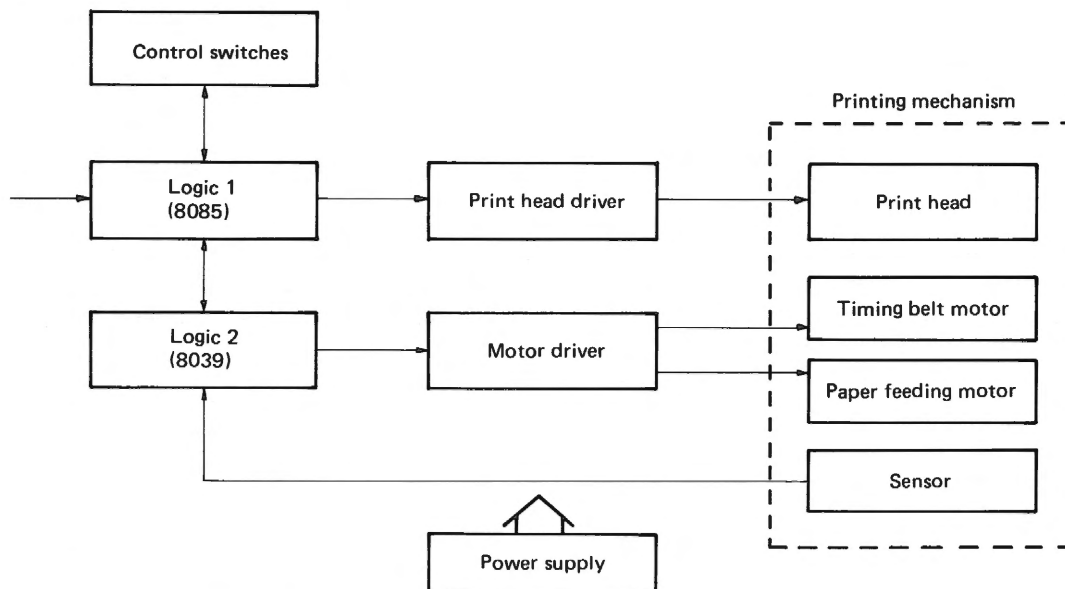 Control switches
Printing mechanism
Logic 1
(8085)
Print head driver
Print head
Timing belt motor
Logic 2
(8039)
Motor driver
Paper feeding motor
Sensor
Power supply